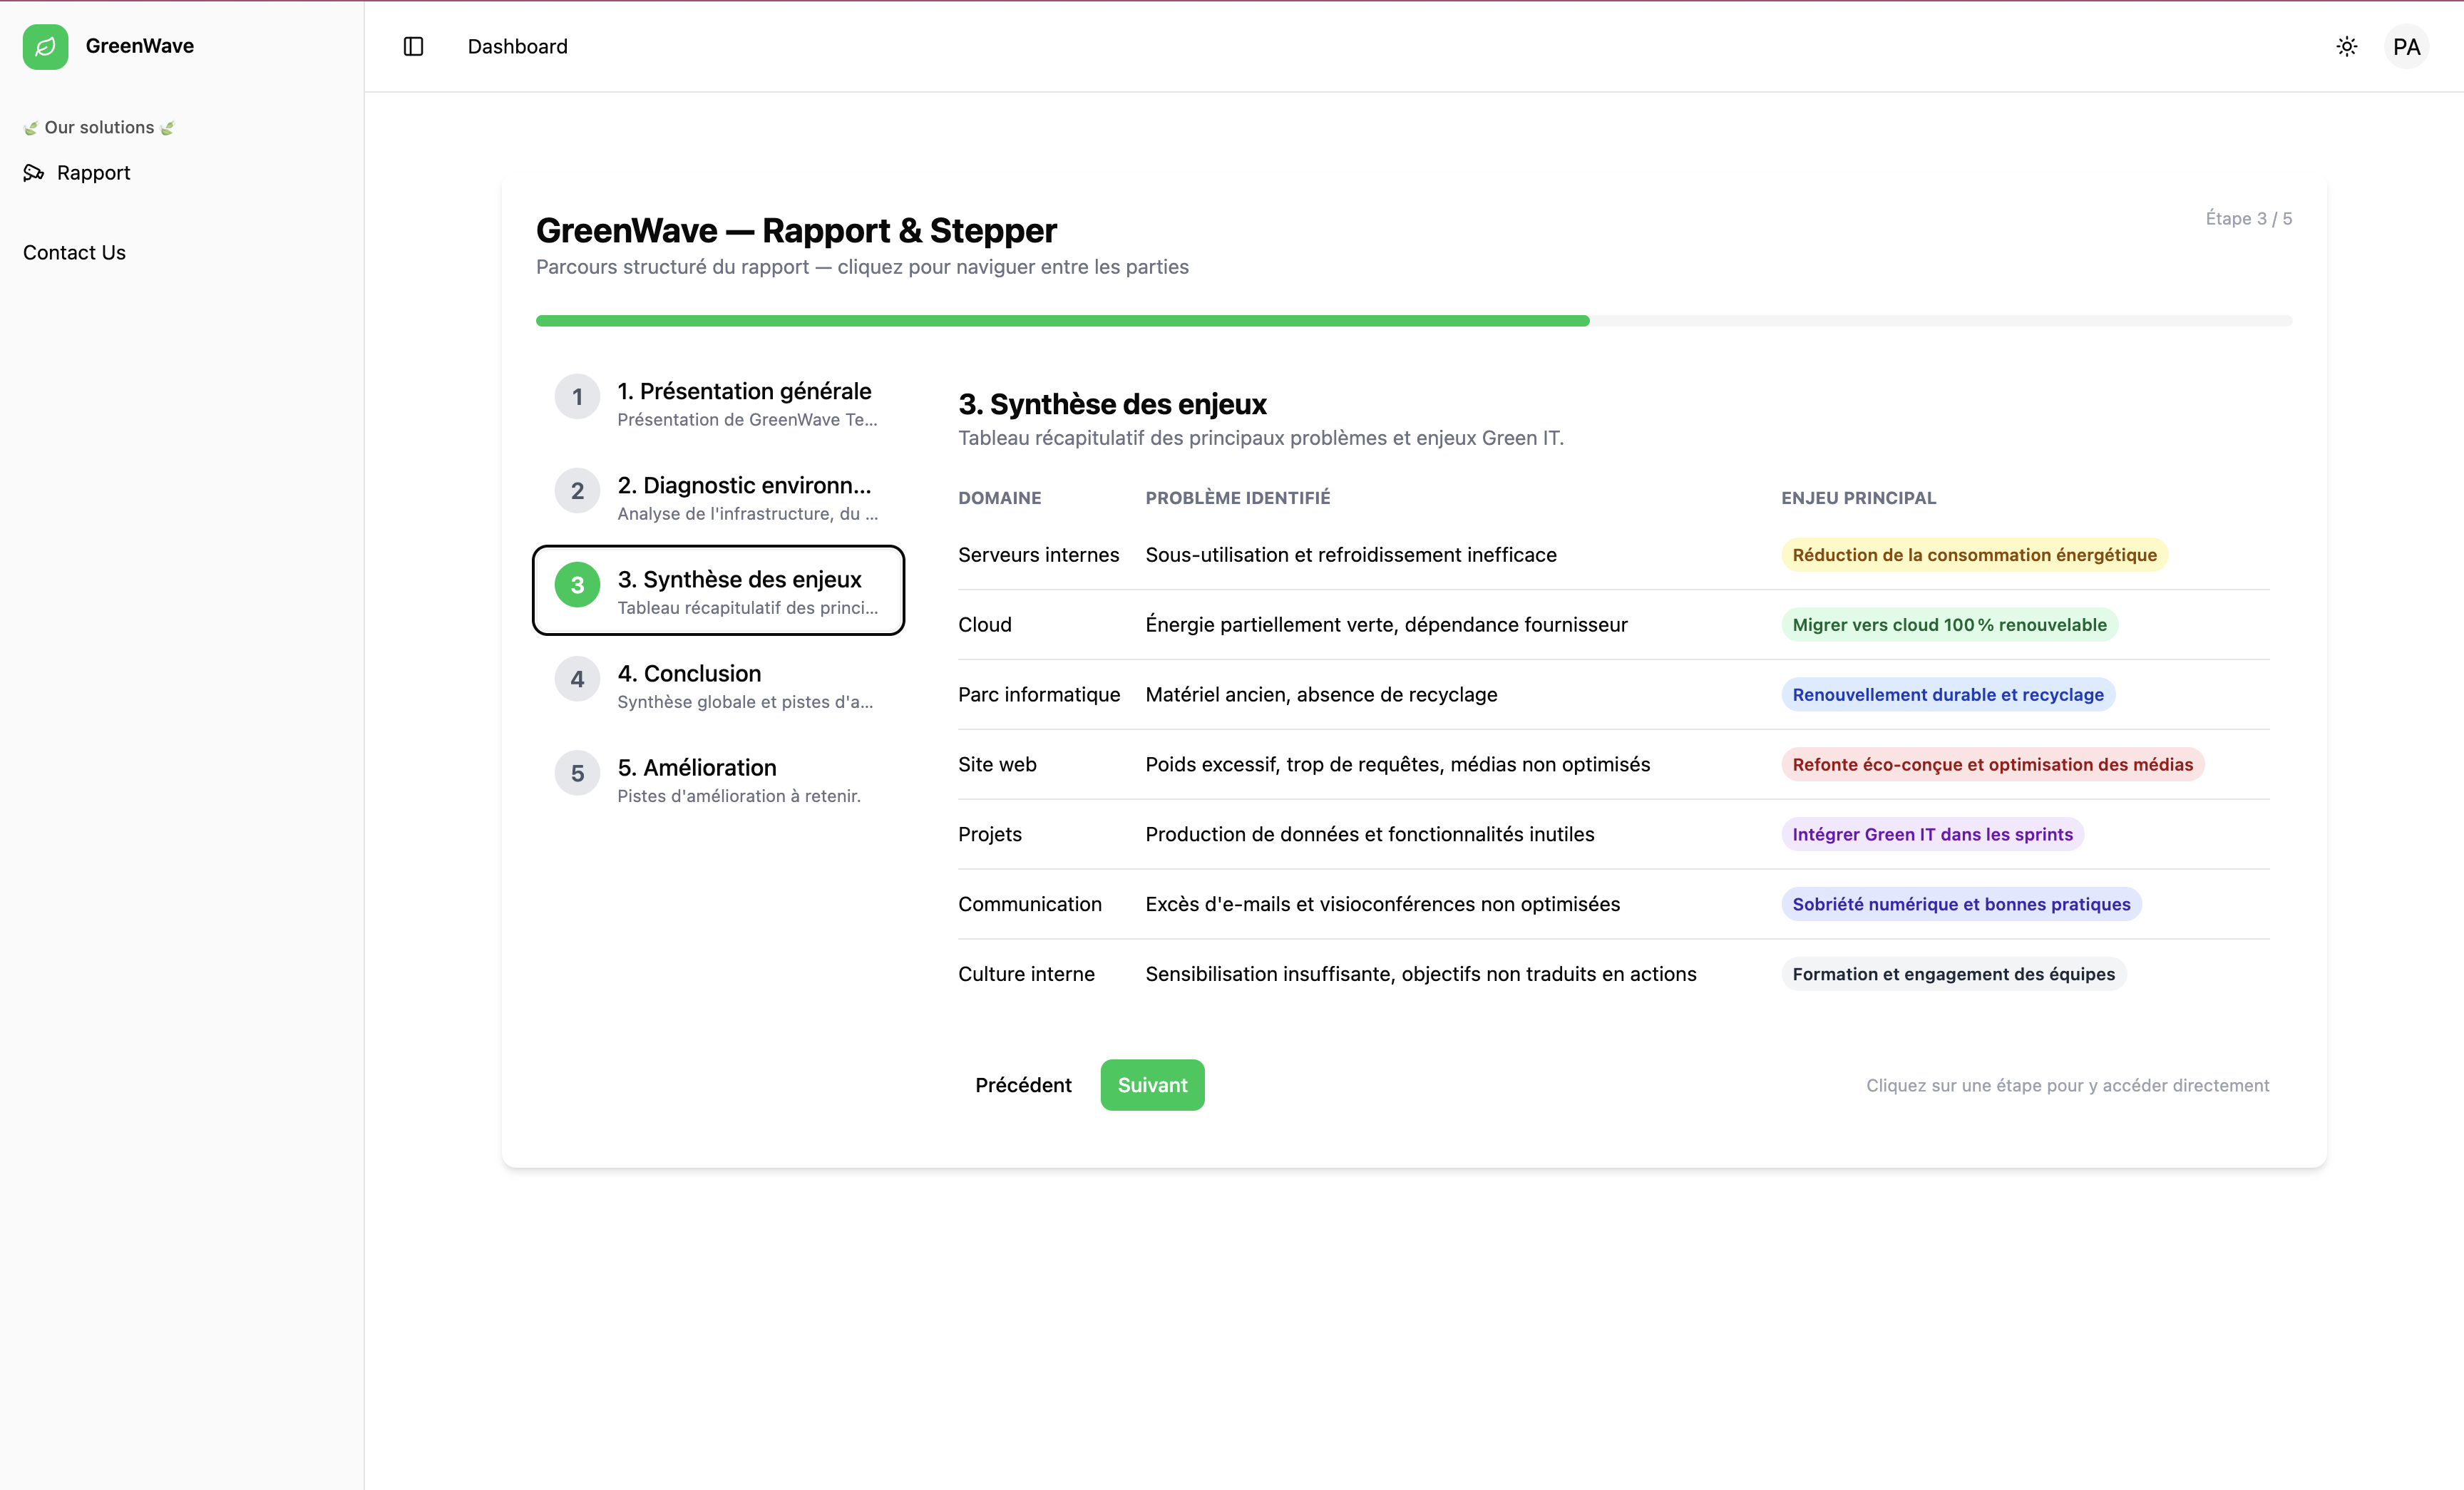 GreenWave
Dashboard
PA
🍃 Our solutions 🍃
Rapport
Contact Us
GreenWave — Rapport & Stepper
Étape 3 / 5
Parcours structuré du rapport — cliquez pour naviguer entre les parties
1
1. Présentation générale
Présentation de GreenWave Te...
2
2. Diagnostic environn...
Analyse de l'infrastructure, du ...
3
3. Synthèse des enjeux
Tableau récapitulatif des princi...
4
4. Conclusion
Synthèse globale et pistes d'a...
5
5. Amélioration
Pistes d'amélioration à retenir.
3. Synthèse des enjeux
Tableau récapitulatif des principaux problèmes et enjeux Green IT.
DOMAINE PROBLÈME IDENTIFIÉ ENJEU PRINCIPAL
Serveurs internes Sous-utilisation et refroidissement inefficace Réduction de la consommation énergétique
Cloud Énergie partiellement verte, dépendance fournisseur Migrer vers cloud 100 % renouvelable
Parc informatique Matériel ancien, absence de recyclage Renouvellement durable et recyclage
Site web Poids excessif, trop de requêtes, médias non optimisés Refonte éco-conçue et optimisation des médias
Projets Production de données et fonctionnalités inutiles Intégrer Green IT dans les sprints
Communication Excès d'e-mails et visioconférences non optimisées Sobriété numérique et bonnes pratiques
Culture interne Sensibilisation insuffisante, objectifs non traduits en actions Formation et engagement des équipes
Précédent Suivant Cliquez sur une étape pour y accéder directement